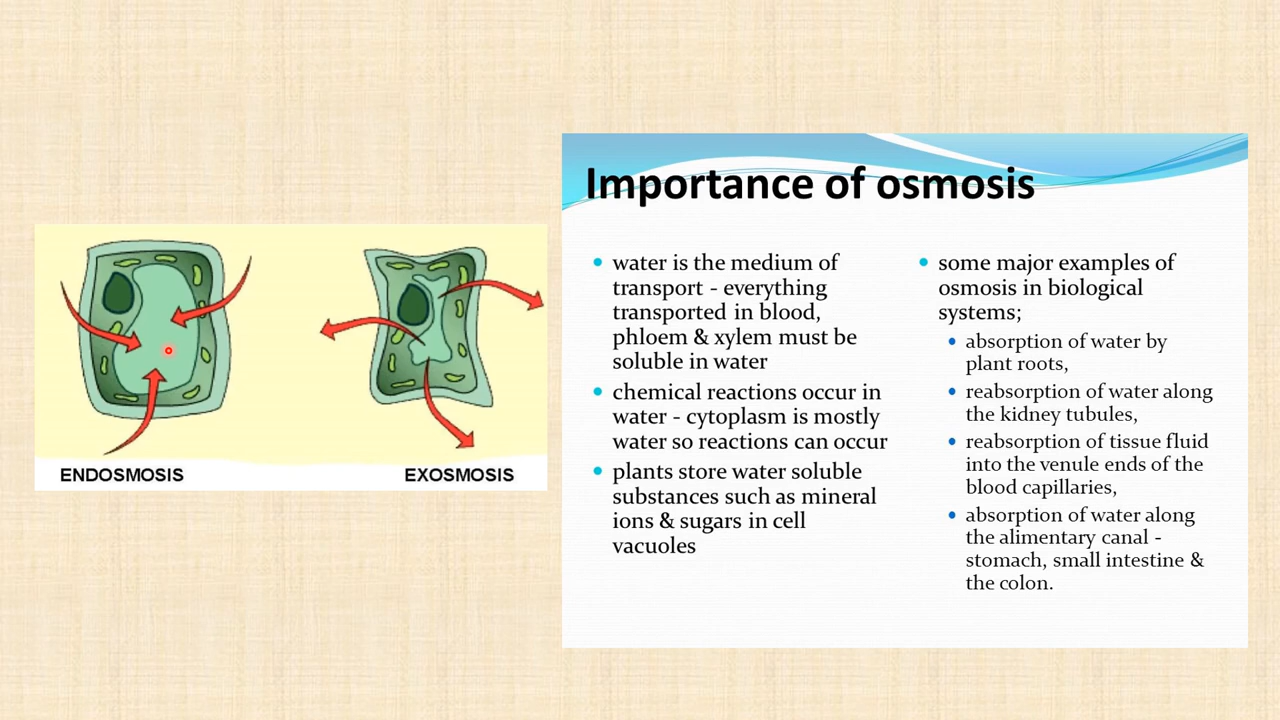 ENDOSMOSIS
EXOSMOSIS
Importance of osmosis
water is the medium of
transport - everything
transported in blood,
phloem & xylem must be
soluble in water
chemical reactions occur in
water - cytoplasm is mostly
water so reactions can occur
plants store water soluble
substances such as mineral
ions & sugars in cell
vacuoles
some major examples of
osmosis in biological
systems;
absorption of water by
plant roots,
reabsorption of water along
the kidney tubules,
reabsorption of tissue fluid
into the venule ends of the
blood capillaries,
absorption of water along
the alimentary canal -
stomach, small intestine &
the colon.